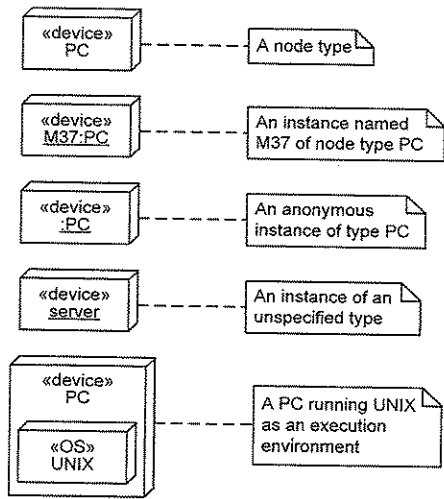 «device»
PC
A node type
«device»
M37:PC
An instance named
M37 of node type PC
«device»
:PC
An anonymous
instance of type PC
«device»
server
An instance of an
unspecified type
«device»
PC
«OS»
UNIX
A PC running UNIX
as an execution
environment